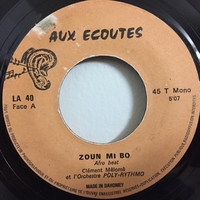 AUX ECOUTES
LA 40
Face A
45 T Mono
5'07
ZOUN MI BO
Afro beat
Clément Mélomé
et l'Orchestre POLY-RYTHMO
MADE IN DAHOMEY